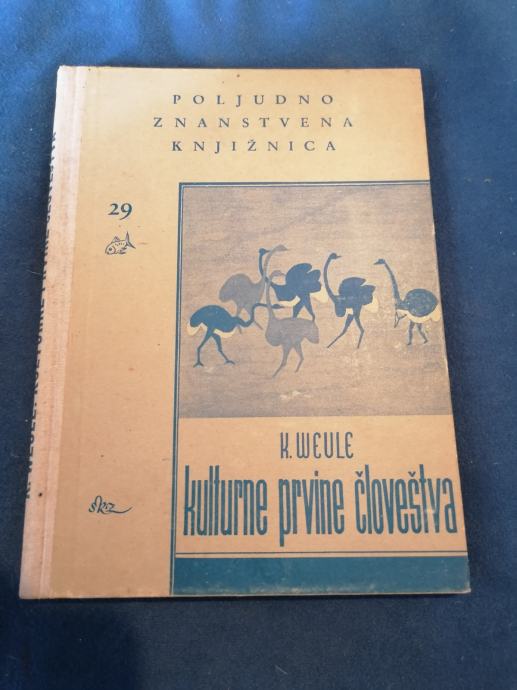 POLJUDNO
ZNANSTVENA
KNJIŽNICA
29
K. WEULE
kulturne prvine človeštva